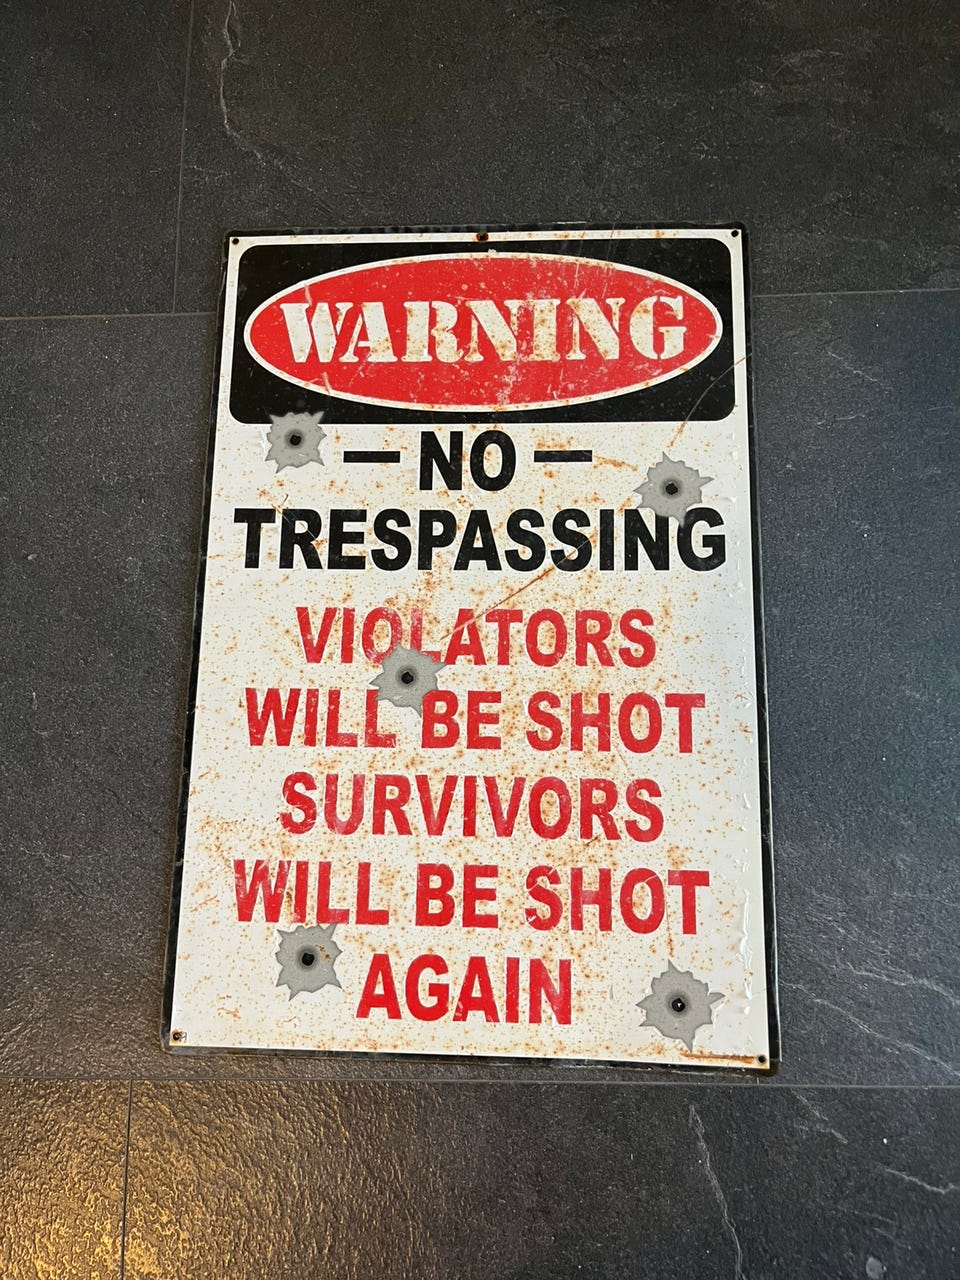 WARNING
— NO —
TRESPASSING
VIOLATORS
WILL BE SHOT
SURVIVORS
WILL BE SHOT
AGAIN